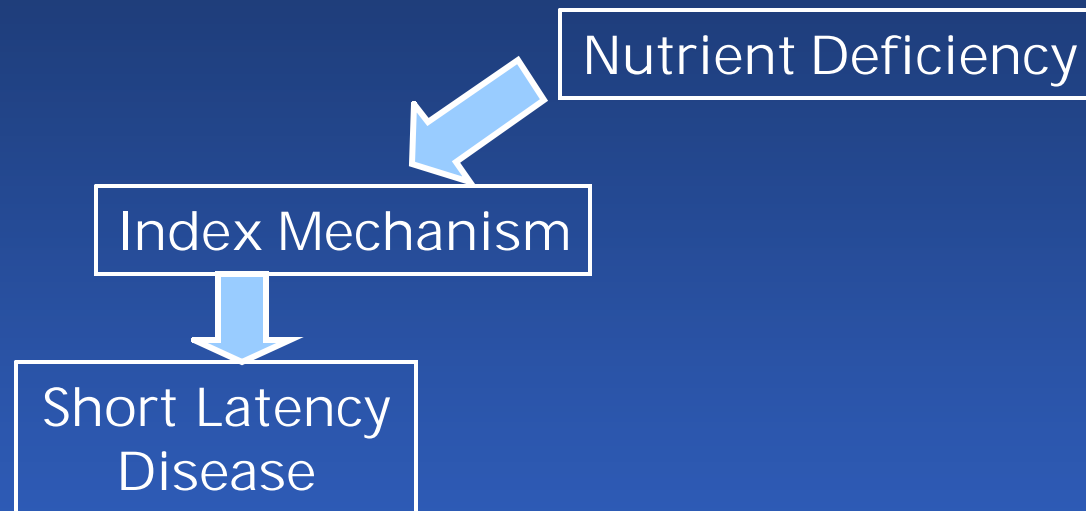 Nutrient Deficiency
Index Mechanism
Short Latency
Disease